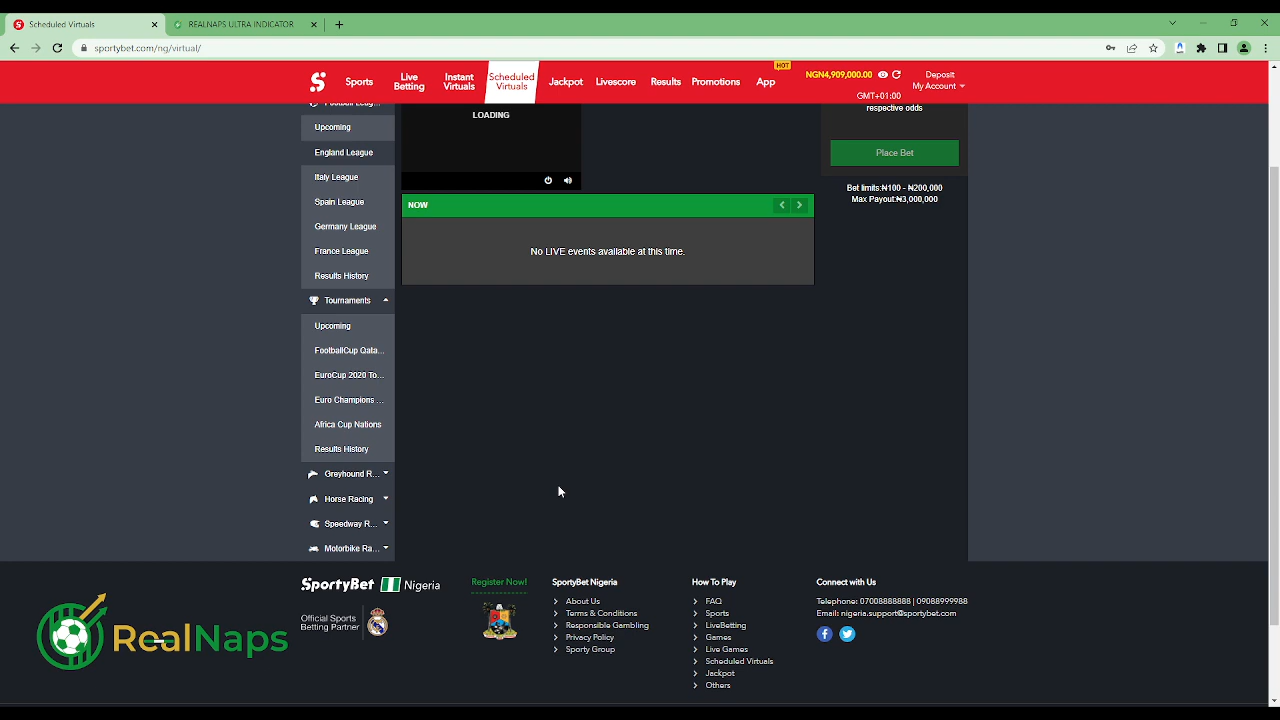 Scheduled Virtuals
REALNAPS ULTRA INDICATOR
sportybet.com/ng/virtual/
Sports
Live Betting
Instant Virtuals
Scheduled Virtuals
Jackpot
Livescore
Results
Promotions
App
HOT
NGN4,909,000.00
GMT+01:00
Deposit
My Account
Football Leag...
Upcoming
England League
Italy League
Spain League
Germany League
France League
Results History
Tournaments
Upcoming
FootballCup Qata...
EuroCup 2020 To...
Euro Champions ...
Africa Cup Nations
Results History
Greyhound R...
Horse Racing
Speedway R...
Motorbike Ra...
LOADING
NOW
No LIVE events available at this time.
respective odds
Place Bet
Bet limits:₦100 - ₦200,000
Max Payout:₦3,000,000
SportyBet Nigeria
Official Sports
Betting Partner
Register Now!
SportyBet Nigeria
About Us
Terms & Conditions
Responsible Gambling
Privacy Policy
Sporty Group
How To Play
FAQ
Sports
LiveBetting
Games
Live Games
Scheduled Virtuals
Jackpot
Others
Connect with Us
Telephone: 07008888888 | 09088999988
Email: nigeria.support@sportybet.com
RealNaps